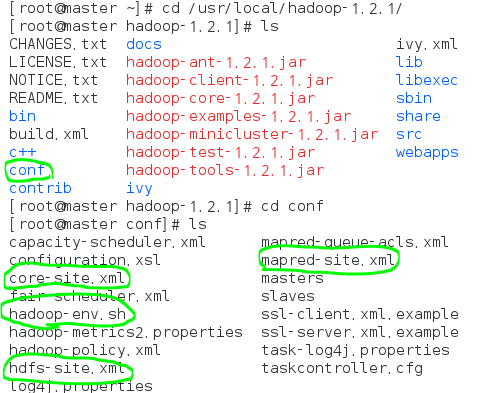 [root@master ~]# cd /usr/local/hadoop-1.2.1/
[root@master hadoop-1.2.1]# ls
CHANGES.txt docs ivy.xml
LICENSE.txt hadoop-ant-1.2.1.jar lib
NOTICE.txt hadoop-client-1.2.1.jar libexec
README.txt hadoop-core-1.2.1.jar sbin
bin hadoop-examples-1.2.1.jar share
build.xml hadoop-minicluster-1.2.1.jar src
c++ hadoop-test-1.2.1.jar webapps
conf hadoop-tools-1.2.1.jar
contrib ivy
[root@master hadoop-1.2.1]# cd conf
[root@master conf]# ls
capacity-scheduler.xml mapred-queue-acls.xml
configuration.xsl mapred-site.xml
core-site.xml masters
fair-scheduler.xml slaves
hadoop-env.sh ssl-client.xml.example
hadoop-metrics2.properties ssl-server.xml.example
hadoop-policy.xml task-log4j.properties
hdfs-site.xml taskcontroller.cfg
log4j.properties